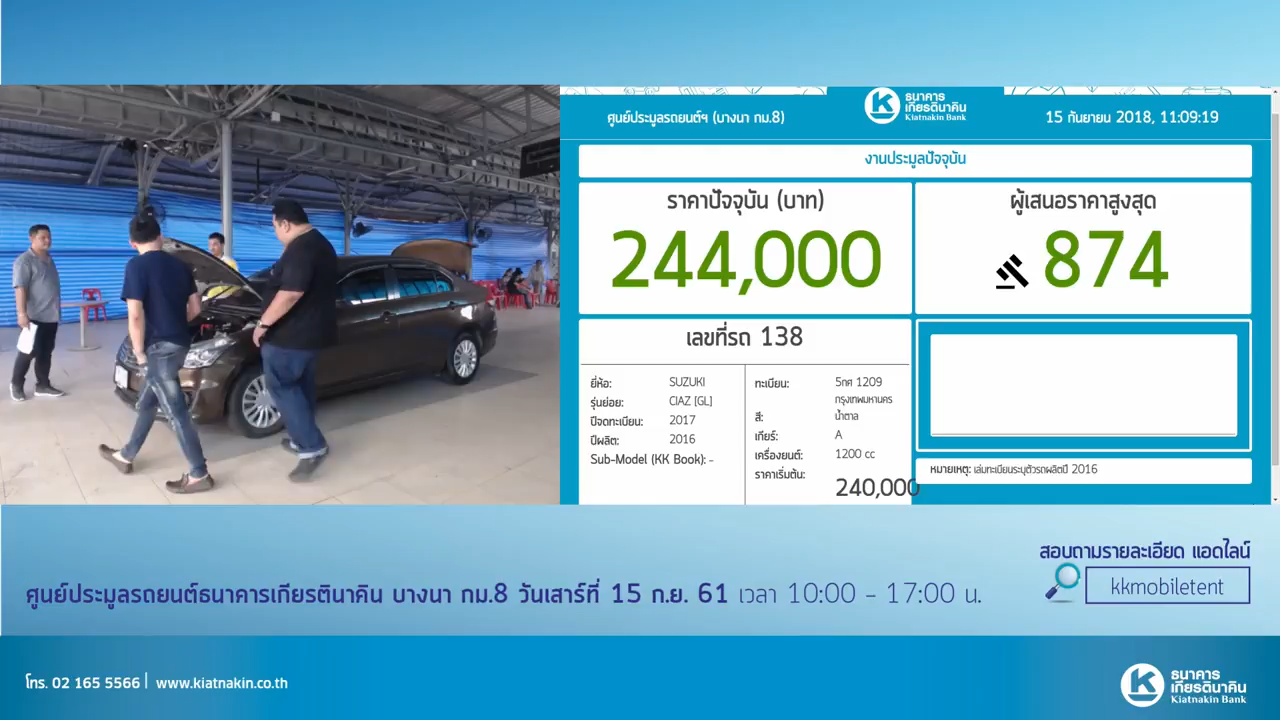 ศูนย์ประมูลรถยนต์ฯ (บางนา กม.8)
ธนาคาร
เกียรตินาคิน
Kiatnakin Bank
15 กันยายน 2018, 11:09:19
งานประมูลปัจจุบัน
ราคาปัจจุบัน (บาท)
244,000
ผู้เสนอราคาสูงสุด
874
เลขที่รถ 138
ยี่ห้อ: SUZUKI
รุ่นย่อย: CIAZ [GL]
ปีจดทะเบียน: 2017
ปีผลิต: 2016
Sub-Model (KK Book): -
ทะเบียน: 5กศ 1209
กรุงเทพมหานคร
สี: น้ำตาล
เกียร์: A
เครื่องยนต์: 1200 cc
ราคาเริ่มต้น: 240,000
หมายเหตุ: เล่มทะเบียนระบุตัวรถผลิตปี 2016
สอบถามรายละเอียด แอดไลน์
kkmobiletent
ศูนย์ประมูลรถยนต์ธนาคารเกียรตินาคิน บางนา กม.8 วันเสาร์ที่ 15 ก.ย. 61 เวลา 10:00 - 17:00 น.
โทร. 02 165 5566 | www.kiatnakin.co.th
ธนาคาร
เกียรตินาคิน
Kiatnakin Bank